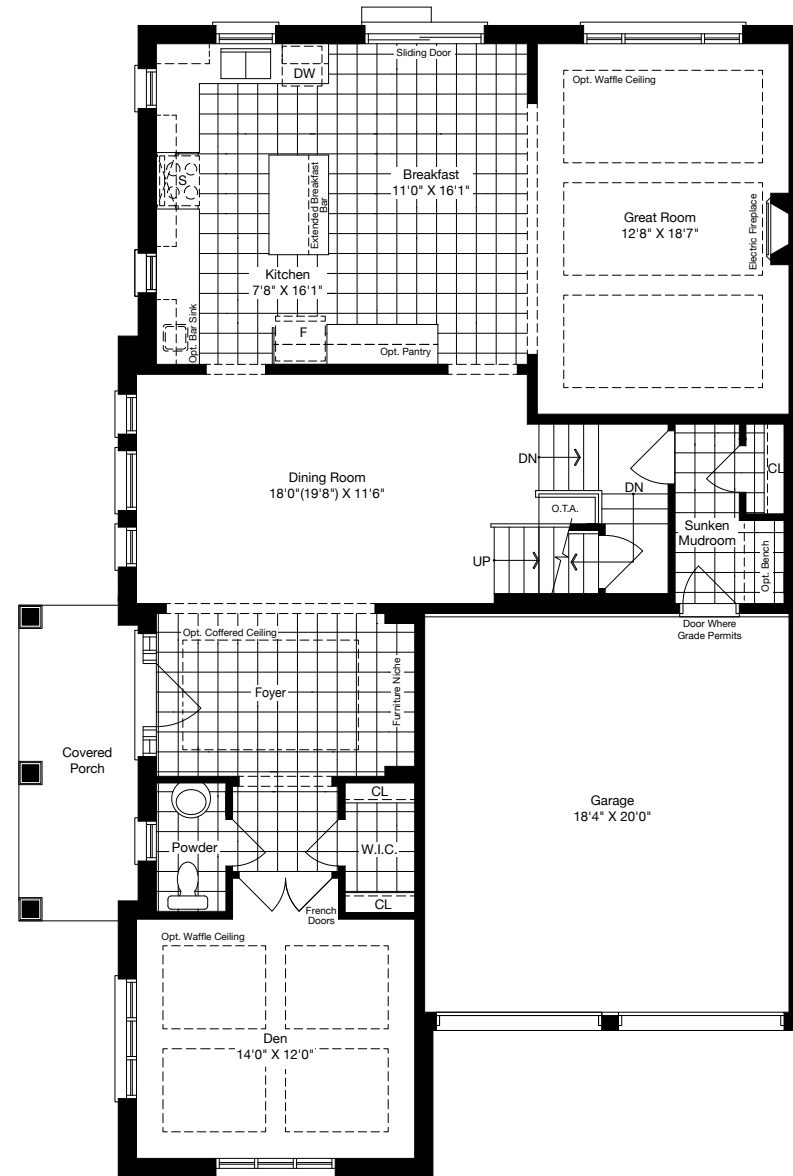 Sliding Door
DW
Opt. Waffle Ceiling
S
Extended Breakfast
Bar
Breakfast
11'0" X 16'1"
Great Room
12'8" X 18'7"
Electric Fireplace
Kitchen
7'8" X 16'1"
Opt. Bar Sink
F
Opt. Pantry
Dining Room
18'0"(19'8") X 11'6"
DN
DN
CL
O.T.A.
Sunken
Mudroom
UP
Opt. Bench
Door Where
Grade Permits
Opt. Coffered Ceiling
Foyer
Furniture Niche
Covered
Porch
CL
Garage
18'4" X 20'0"
Powder
W.I.C.
CL
French
Doors
Opt. Waffle Ceiling
Den
14'0" X 12'0"